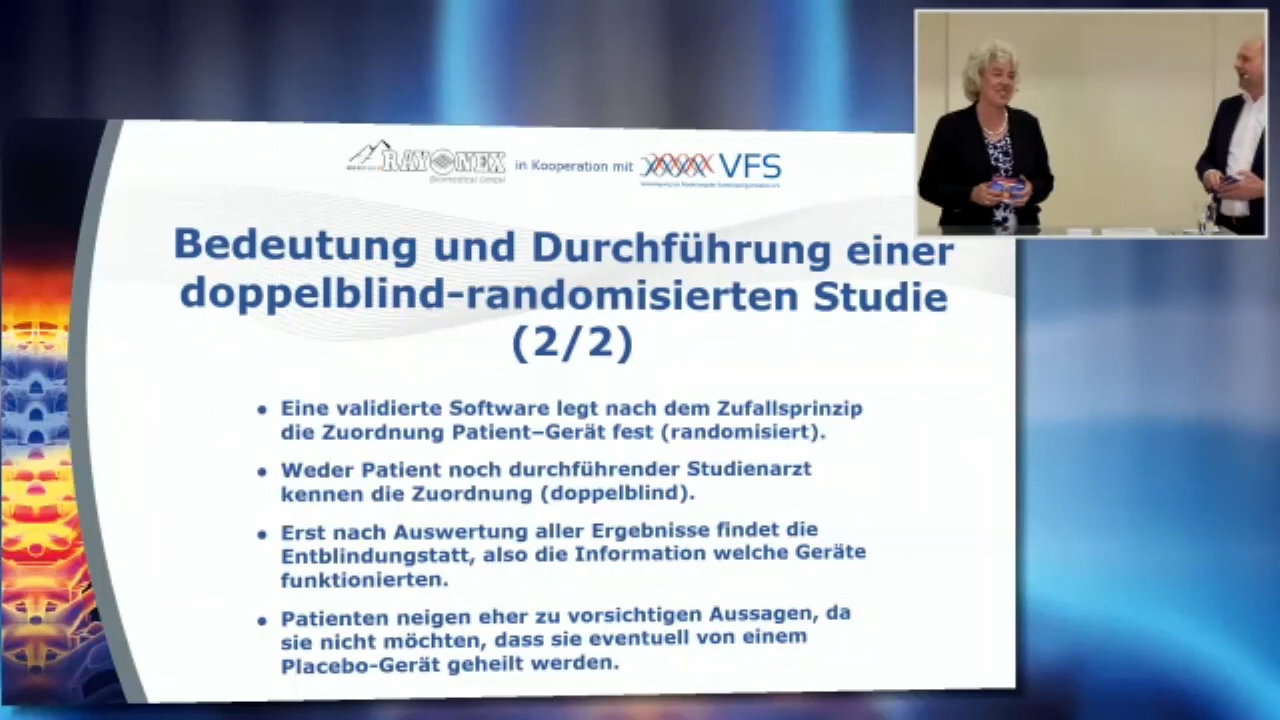 RAYONEX
Biomedical GmbH
in Kooperation mit
VFS
Bedeutung und Durchführung einer
doppelblind-randomisierten Studie
(2/2)
• Eine validierte Software legt nach dem Zufallsprinzip
die Zuordnung Patient–Gerät fest (randomisiert).
• Weder Patient noch durchführender Studienarzt
kennen die Zuordnung (doppelblind).
• Erst nach Auswertung aller Ergebnisse findet die
Entblindungstatt, also die Information welche Geräte
funktionierten.
• Patienten neigen eher zu vorsichtigen Aussagen, da
sie nicht möchten, dass sie eventuell von einem
Placebo-Gerät geheilt werden.